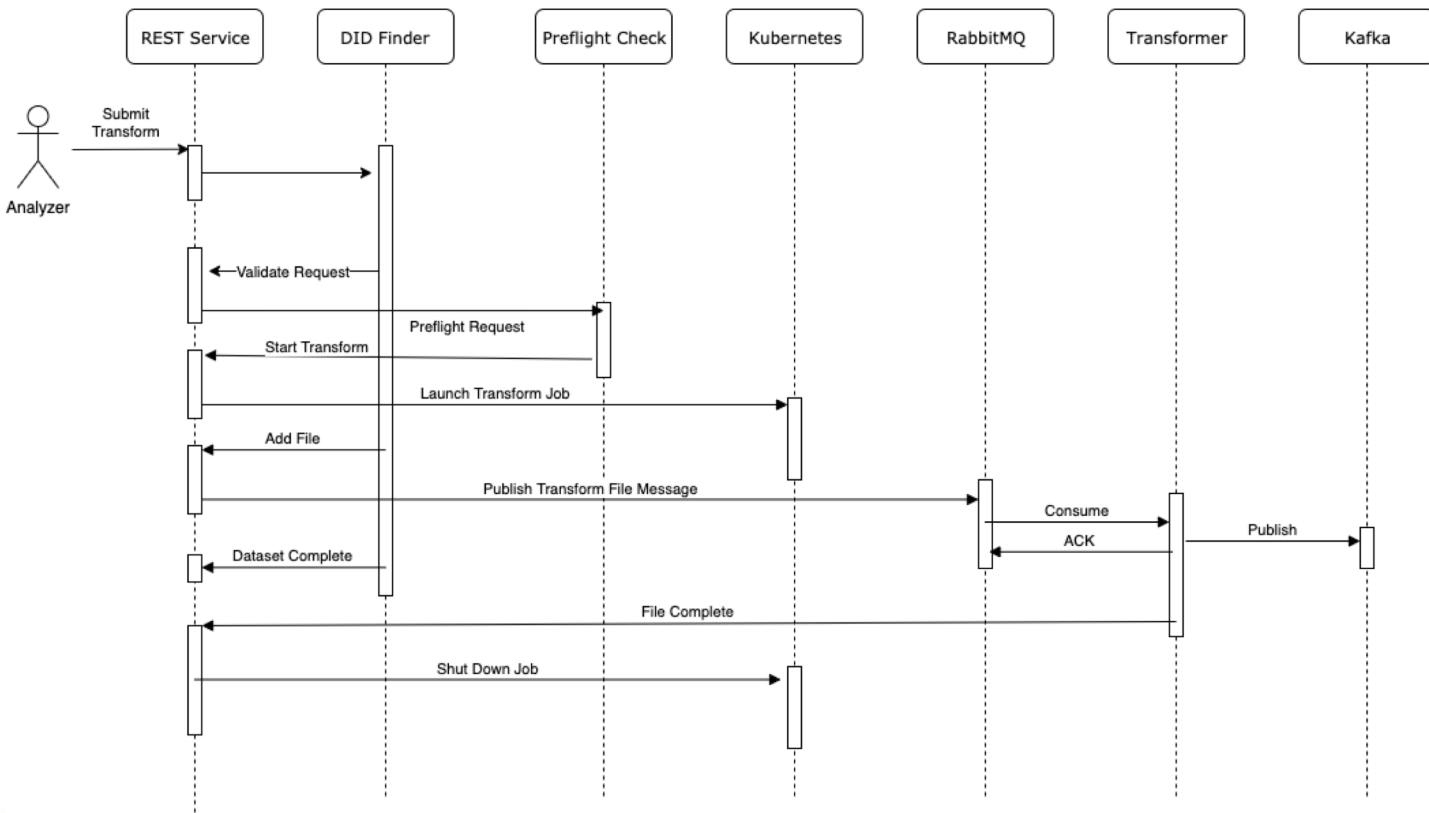 REST Service
DID Finder
Preflight Check
Kubernetes
RabbitMQ
Transformer
Kafka
Submit
Transform
Analyzer
Validate Request
Preflight Request
Start Transform
Launch Transform Job
Add File
Publish Transform File Message
Consume
Publish
ACK
Dataset Complete
File Complete
Shut Down Job